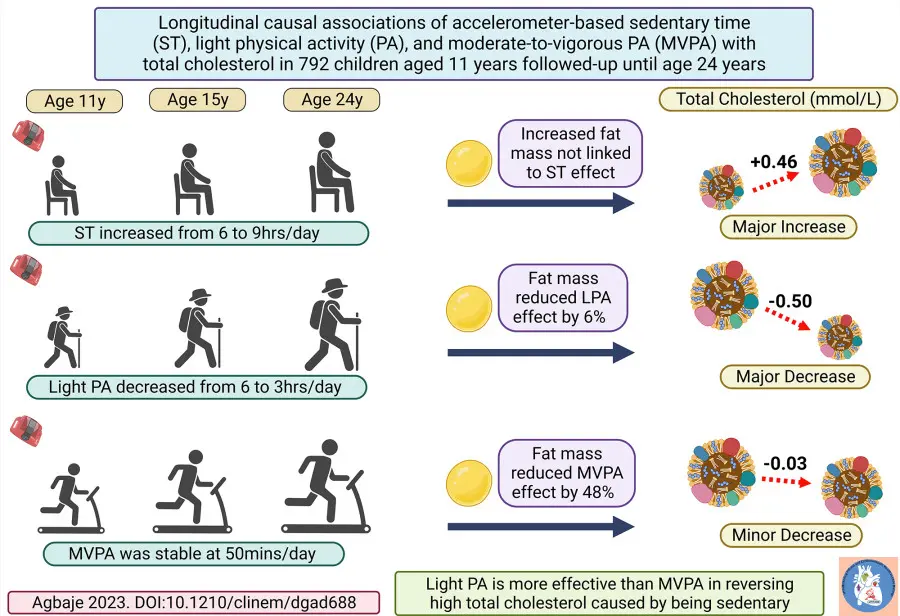 Longitudinal causal associations of accelerometer-based sedentary time
(ST), light physical activity (PA), and moderate-to-vigorous PA (MVPA) with
total cholesterol in 792 children aged 11 years followed-up until age 24 years
Age 11y
Age 15y
Age 24y
Total Cholesterol (mmol/L)
Increased fat
mass not linked
to ST effect
+0.46
Major Increase
ST increased from 6 to 9hrs/day
Fat mass
reduced LPA
effect by 6%
-0.50
Major Decrease
Light PA decreased from 6 to 3hrs/day
Fat mass
reduced MVPA
effect by 48%
-0.03
Minor Decrease
MVPA was stable at 50mins/day
Agbaje 2023. DOI:10.1210/clinem/dgad688
Light PA is more effective than MVPA in reversing
high total cholesterol caused by being sedentary